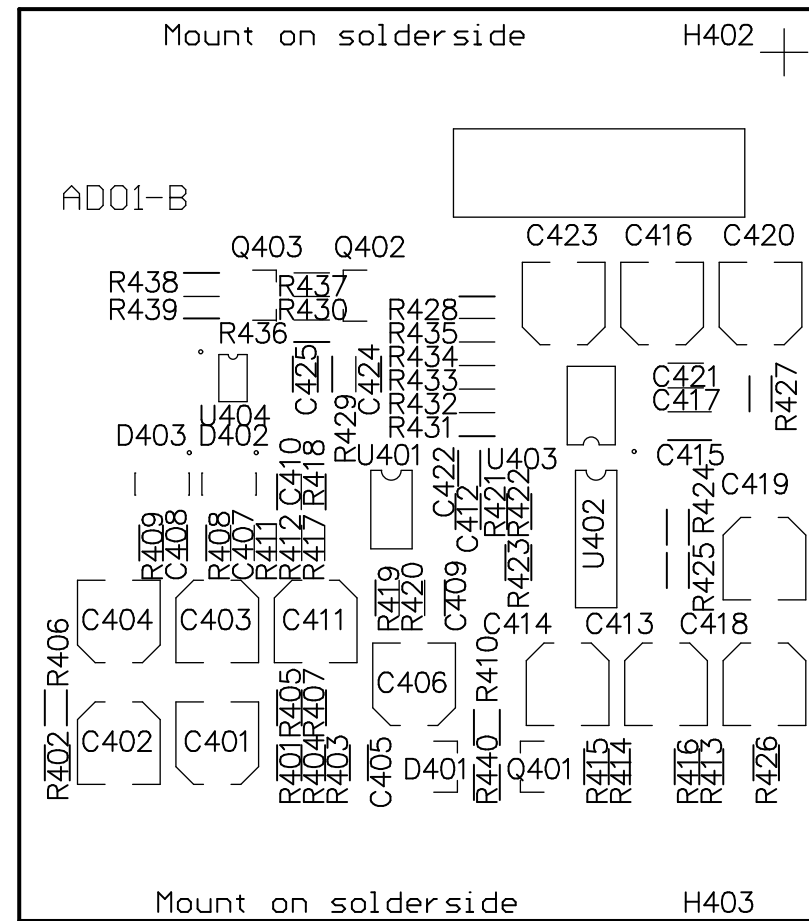 Mount on solderside H402
AD01-B
C423 C416 C420
Q403 Q402
R438 R437
R439 R430 R428
R436 R435
R434
C425 C424 R433 C421 R427
R432 C417
U404 R429 R431
D403 D402 U401 U403 C415
C410 R418 C422 C412 R421 R422 R424 C419
U402
R409 C408 R408 C407 R411 R412 R417 R423 R425
R419 R420 C409
C404 C403 C411 C414 C413 C418
R406 R410
R405 R407 C406
C402 C401
R402 R401 R404 R403 C405 D401 R440 Q401 R415 R414 R416 R413 R426
Mount on solderside H403